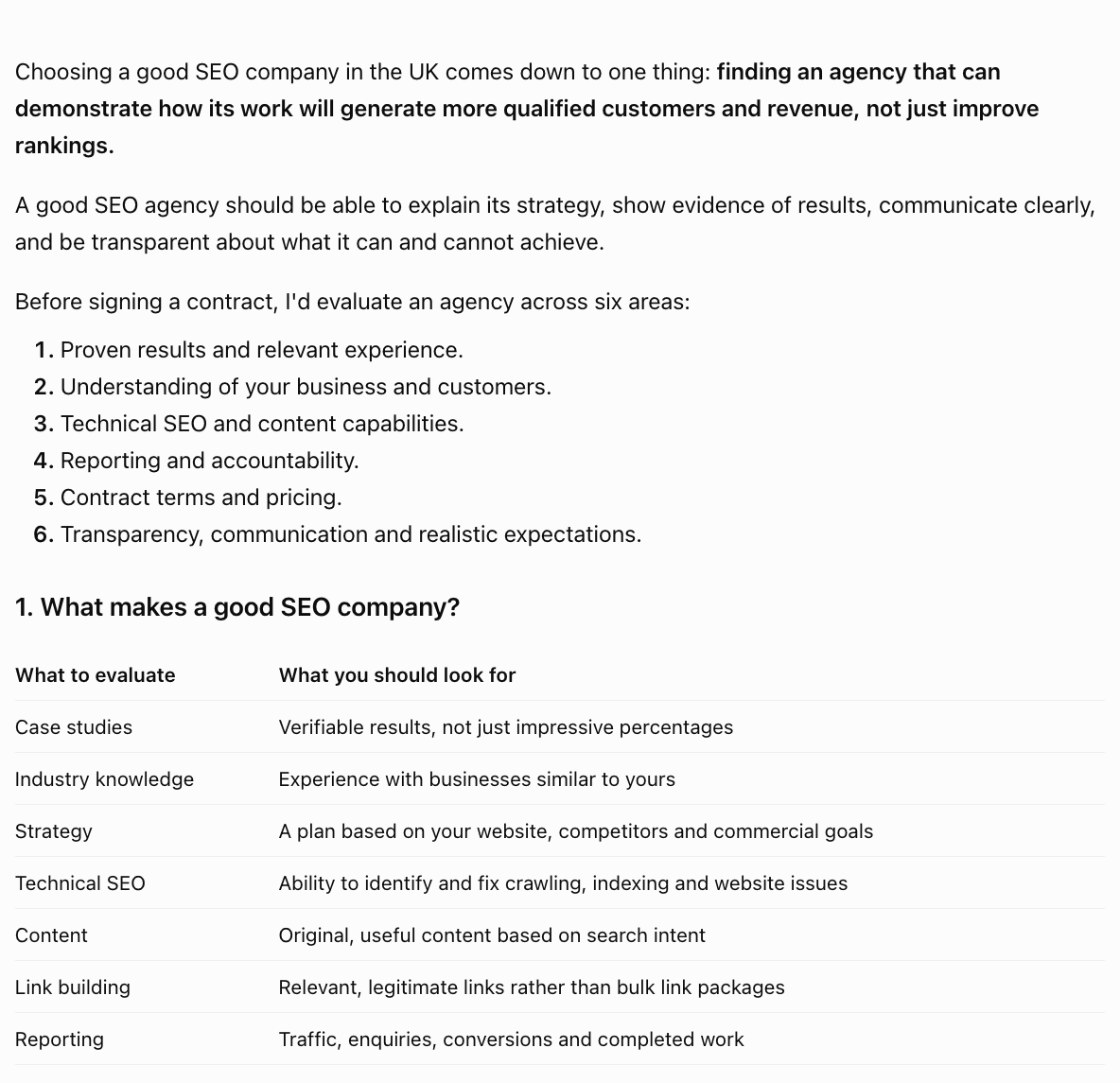 Choosing a good SEO company in the UK comes down to one thing: finding an agency that can
demonstrate how its work will generate more qualified customers and revenue, not just improve
rankings.
A good SEO agency should be able to explain its strategy, show evidence of results, communicate clearly,
and be transparent about what it can and cannot achieve.
Before signing a contract, I'd evaluate an agency across six areas:
1. Proven results and relevant experience.
2. Understanding of your business and customers.
3. Technical SEO and content capabilities.
4. Reporting and accountability.
5. Contract terms and pricing.
6. Transparency, communication and realistic expectations.
1. What makes a good SEO company?
What to evaluate What you should look for
Case studies Verifiable results, not just impressive percentages
Industry knowledge Experience with businesses similar to yours
Strategy A plan based on your website, competitors and commercial goals
Technical SEO Ability to identify and fix crawling, indexing and website issues
Content Original, useful content based on search intent
Link building Relevant, legitimate links rather than bulk link packages
Reporting Traffic, enquiries, conversions and completed work